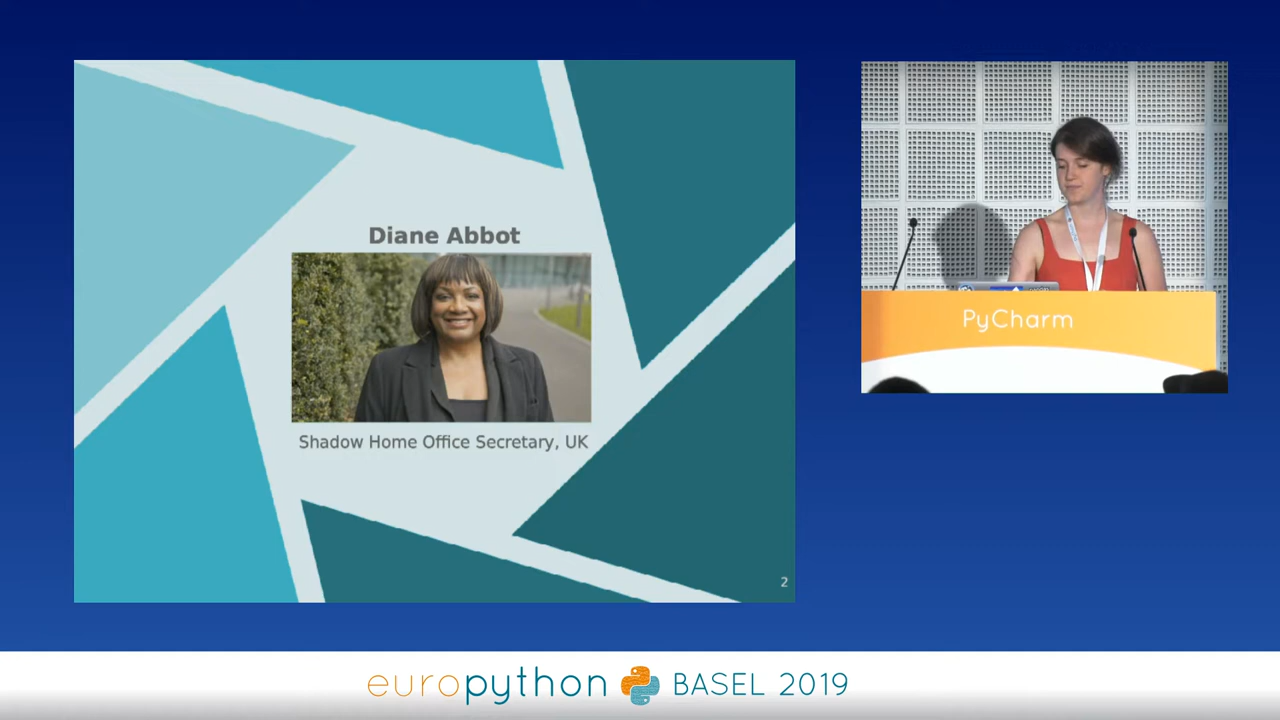 Diane Abbot
Shadow Home Office Secretary, UK
2
PyCharm
europython BASEL 2019